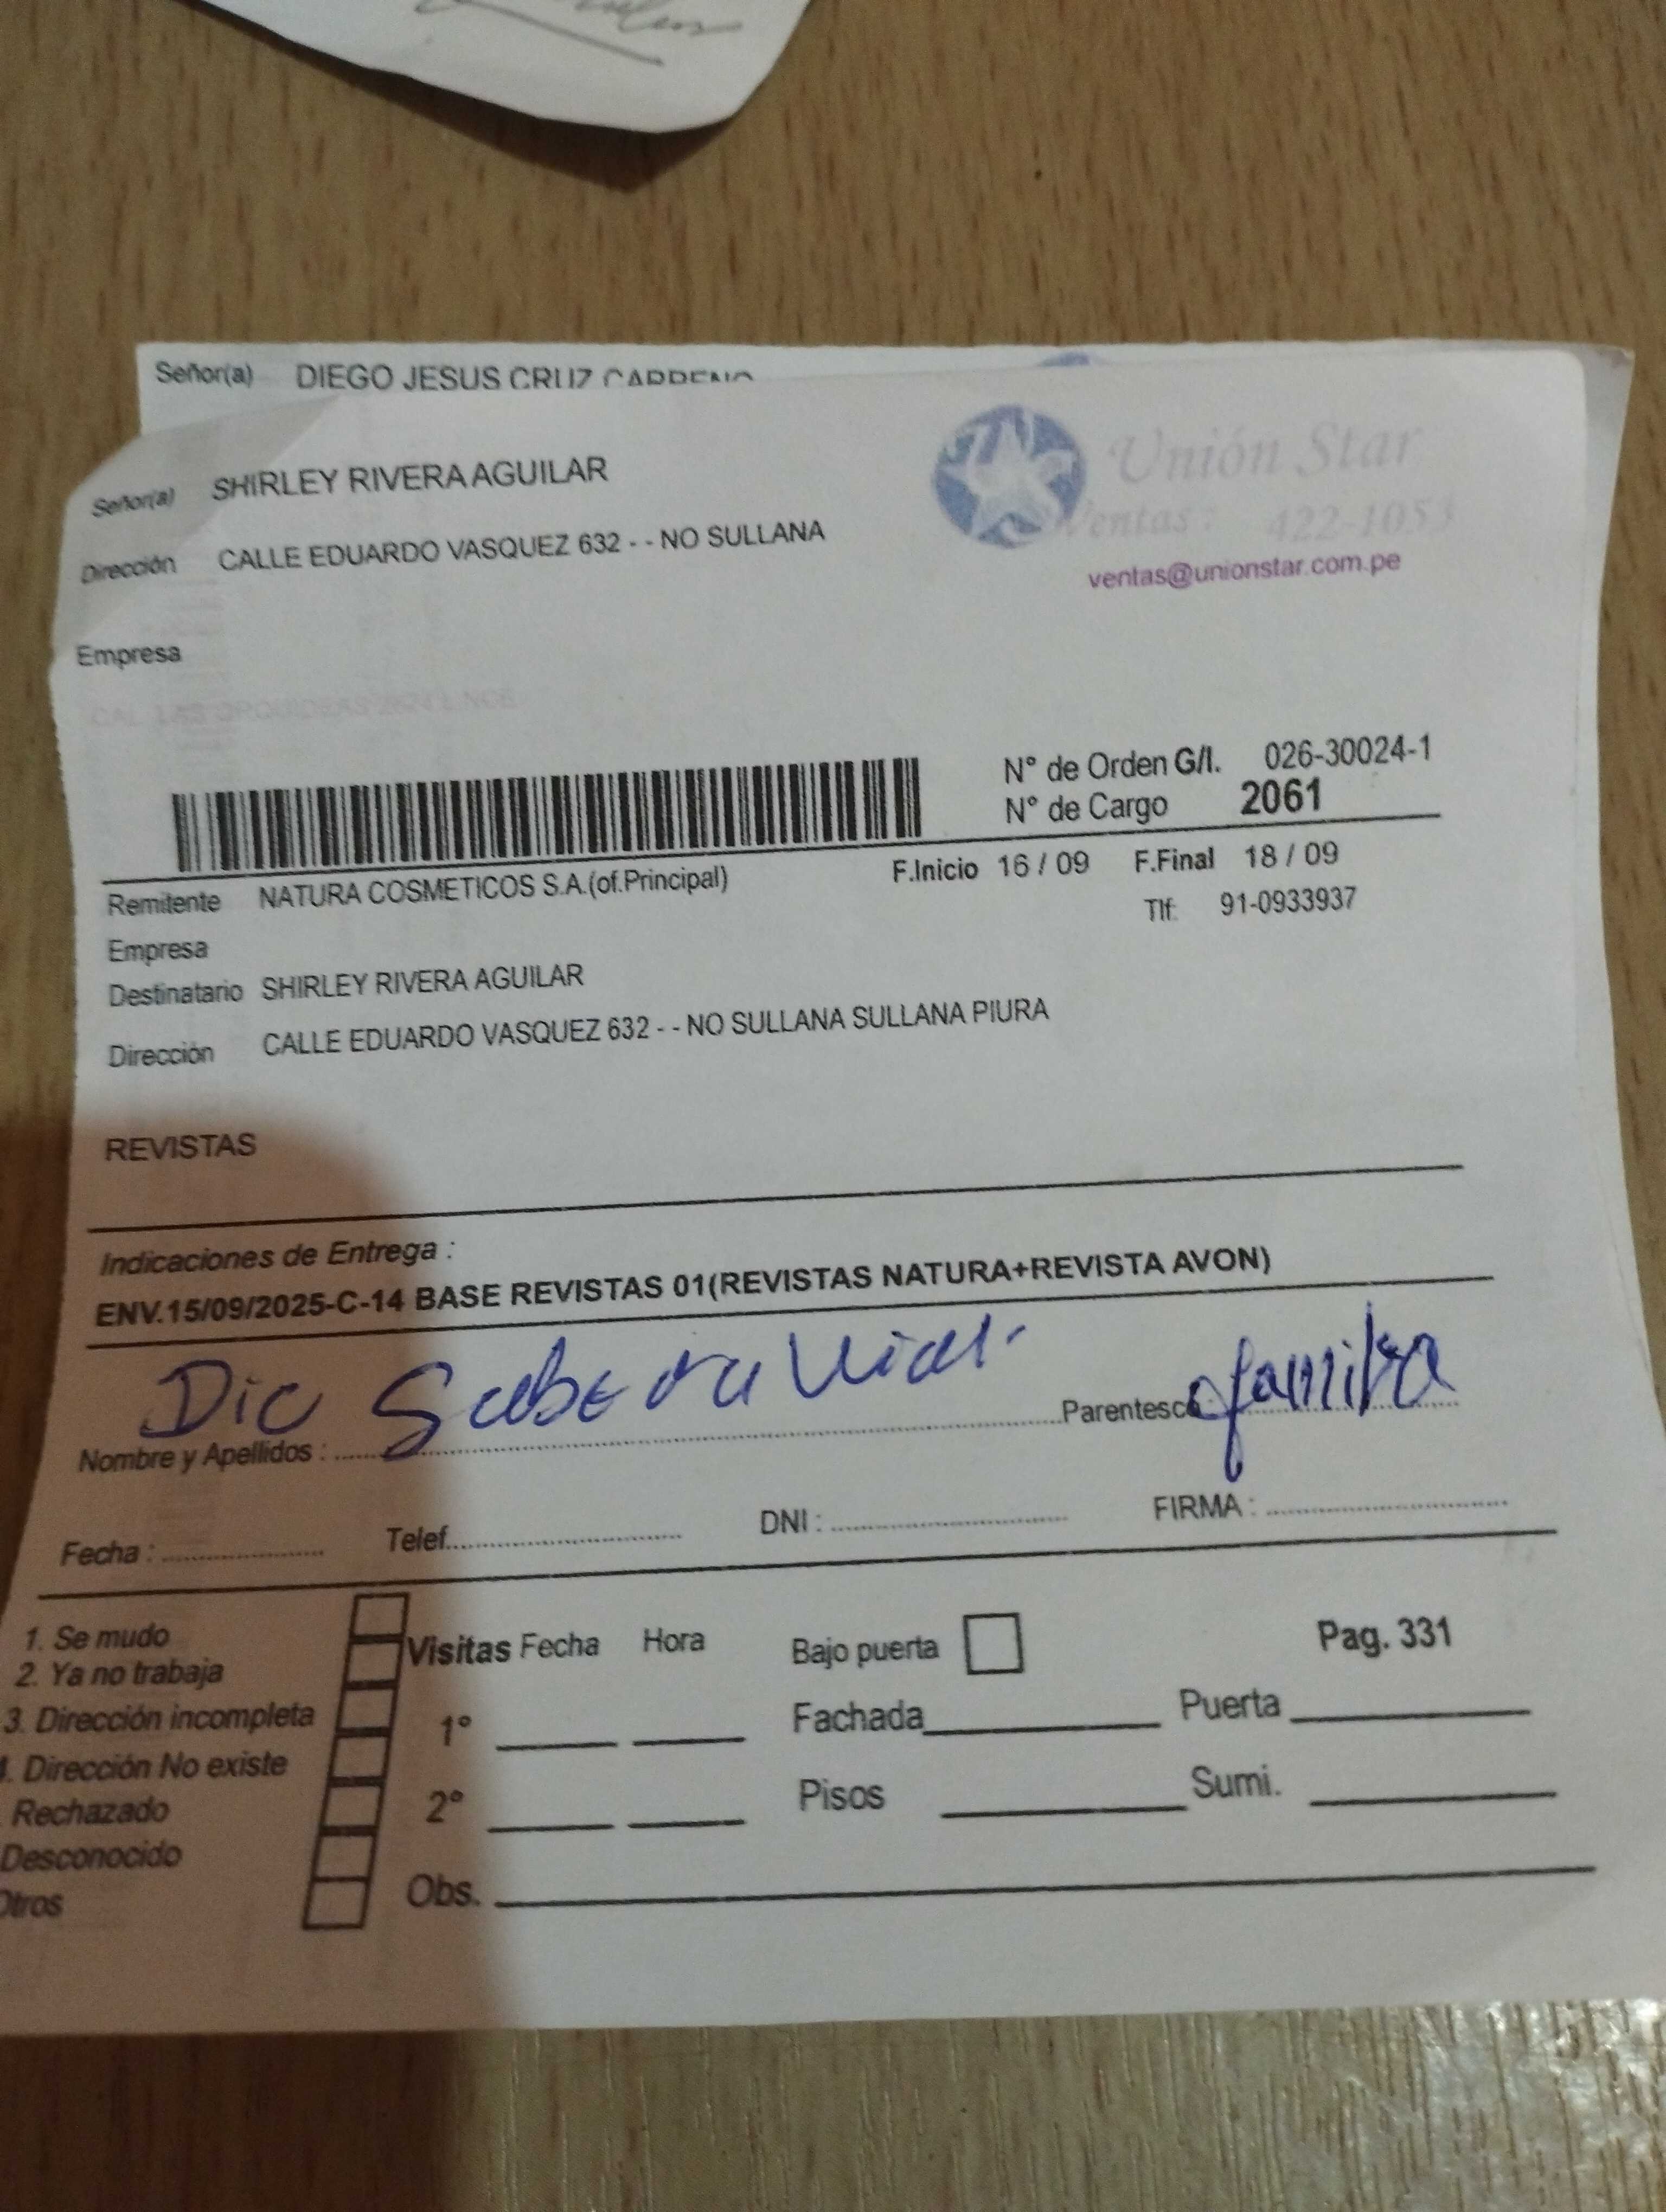 Señor(a) DIEGO JESUS CRUZ CARRENO
Señor(a) SHIRLEY RIVERA AGUILAR
Unión Star
Ventas: 422-1053
Dirección CALLE EDUARDO VASQUEZ 632 - - NO SULLANA
ventas@unionstar.com.pe
Empresa
N° de Orden G/I. 026-30024-1
N° de Cargo 2061
F.Inicio 16 / 09 F.Final 18 / 09
Remitente NATURA COSMETICOS S.A.(of.Principal)
Tlf: 91-0933937
Empresa
Destinatario SHIRLEY RIVERA AGUILAR
Dirección CALLE EDUARDO VASQUEZ 632 - - NO SULLANA SULLANA PIURA
REVISTAS
Indicaciones de Entrega :
ENV.15/09/2025-C-14 BASE REVISTAS 01(REVISTAS NATURA+REVISTA AVON)
Nombre y Apellidos : Dic Parentesco familia
Fecha : Telef. DNI : FIRMA :
1. Se mudo
2. Ya no trabaja
3. Dirección incompleta
4. Dirección No existe
Rechazado
Desconocido
Otros
Visitas Fecha Hora
1°
2°
Obs.
Bajo puerta
Pag. 331
Fachada Puerta
Pisos Sumi.